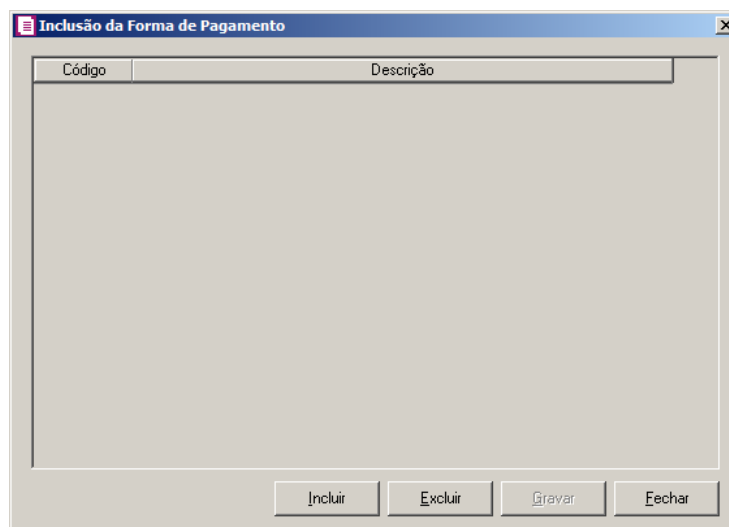 Inclusão da Forma de Pagamento
Código Descrição
Incluir Excluir Gravar Fechar